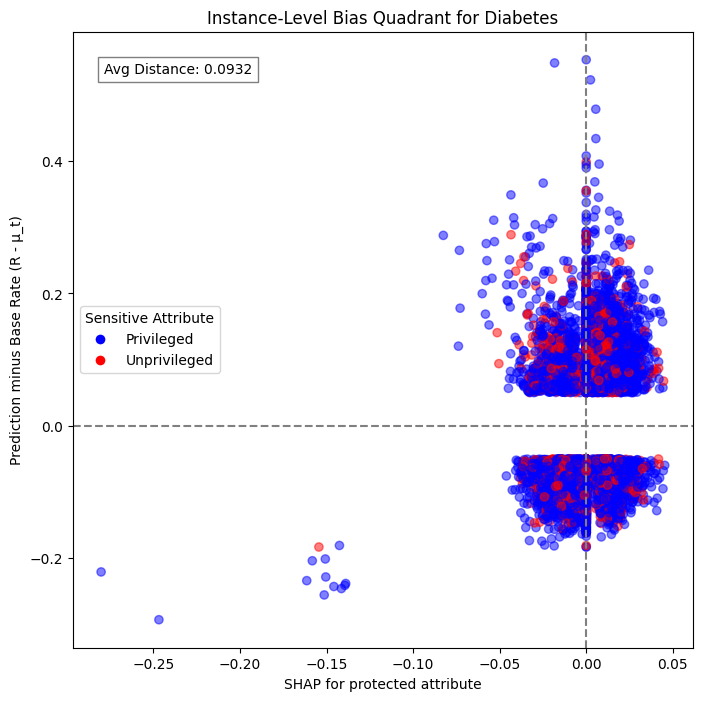 Instance-Level Bias Quadrant for Diabetes
Avg Distance: 0.0932
Prediction minus Base Rate (R - μ_t)
0.4
0.2
0.0
−0.2
Sensitive Attribute
Privileged
Unprivileged
−0.25
−0.20
−0.15
−0.10
−0.05
0.00
0.05
SHAP for protected attribute